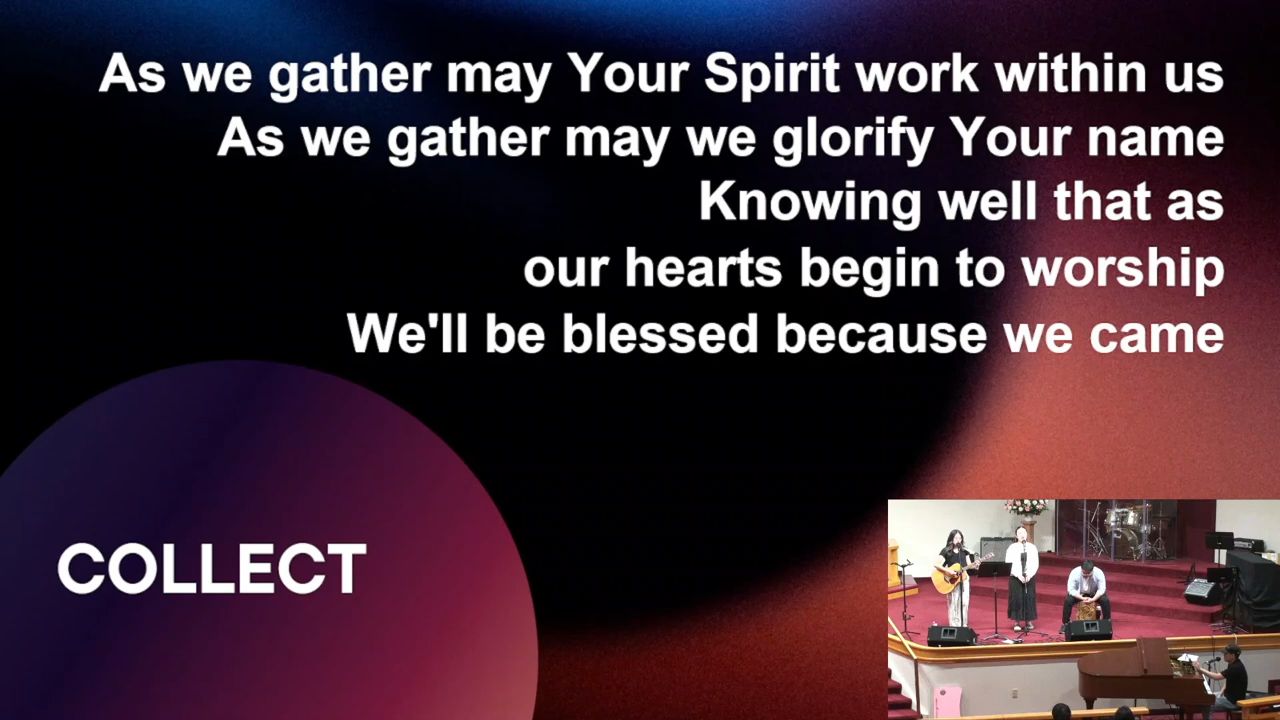 As we gather may Your Spirit work within us
As we gather may we glorify Your name
Knowing well that as
our hearts begin to worship
We'll be blessed because we came
COLLECT